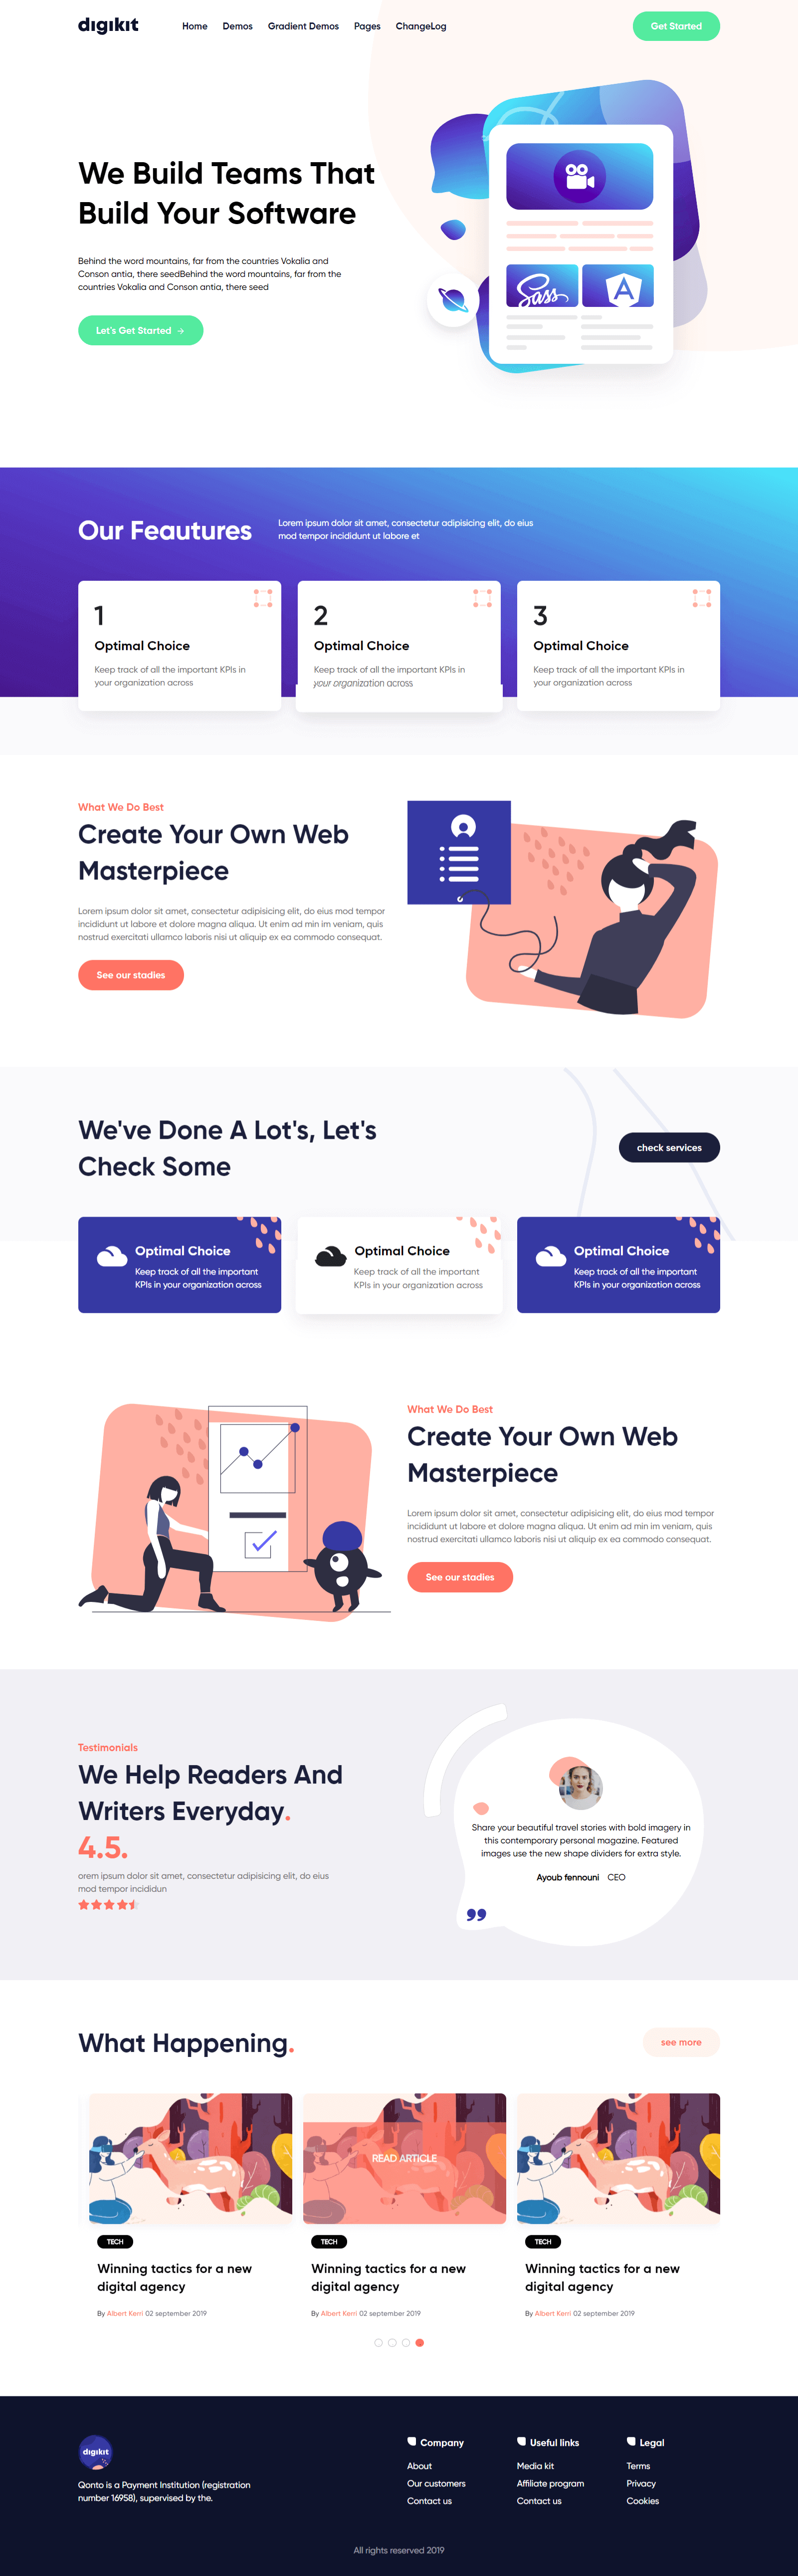 digikit
Home Demos Gradient Demos Pages ChangeLog
Get Started
We Build Teams That
Build Your Software
Behind the word mountains, far from the countries Vokalia and
Conson antia, there seedBehind the word mountains, far from the
countries Vokalia and Conson antia, there seed
Let's Get Started →
Sass
A
Our Feautures
Lorem ipsum dolor sit amet, consectetur adipisicing elit, do eius
mod tempor incididunt ut labore et
1
Optimal Choice
Keep track of all the important KPIs in
your organization across
2
Optimal Choice
Keep track of all the important KPIs in
your organization across
3
Optimal Choice
Keep track of all the important KPIs in
your organization across
What We Do Best
Create Your Own Web
Masterpiece
Lorem ipsum dolor sit amet, consectetur adipisicing elit, do eius mod tempor
incididunt ut labore et dolore magna aliqua. Ut enim ad min im veniam, quis
nostrud exercitati ullamco laboris nisi ut aliquip ex ea commodo consequat.
See our stadies
We've Done A Lot's, Let's
Check Some
check services
Optimal Choice
Keep track of all the important
KPIs in your organization across
Optimal Choice
Keep track of all the important
KPIs in your organization across
Optimal Choice
Keep track of all the important
KPIs in your organization across
What We Do Best
Create Your Own Web
Masterpiece
Lorem ipsum dolor sit amet, consectetur adipisicing elit, do eius mod tempor
incididunt ut labore et dolore magna aliqua. Ut enim ad min im veniam, quis
nostrud exercitati ullamco laboris nisi ut aliquip ex ea commodo consequat.
See our stadies
Testimonials
We Help Readers And
Writers Everyday.
4.5.
orem ipsum dolor sit amet, consectetur adipisicing elit, do eius
mod tempor incididun
Share your beautiful travel stories with bold imagery in
this contemporary personal magazine. Featured
images use the new shape dividers for extra style.
Ayoub fennouni CEO
What Happening.
see more
TECH
Winning tactics for a new
digital agency
By Albert Kerri 02 september 2019
READ ARTICLE
TECH
Winning tactics for a new
digital agency
By Albert Kerri 02 september 2019
TECH
Winning tactics for a new
digital agency
By Albert Kerri 02 september 2019
digikit
Qonto is a Payment Institution (registration
number 16958), supervised by the.
Company
About
Our customers
Contact us
Useful links
Media kit
Affiliate program
Contact us
Legal
Terms
Privacy
Cookies
All rights reserved 2019